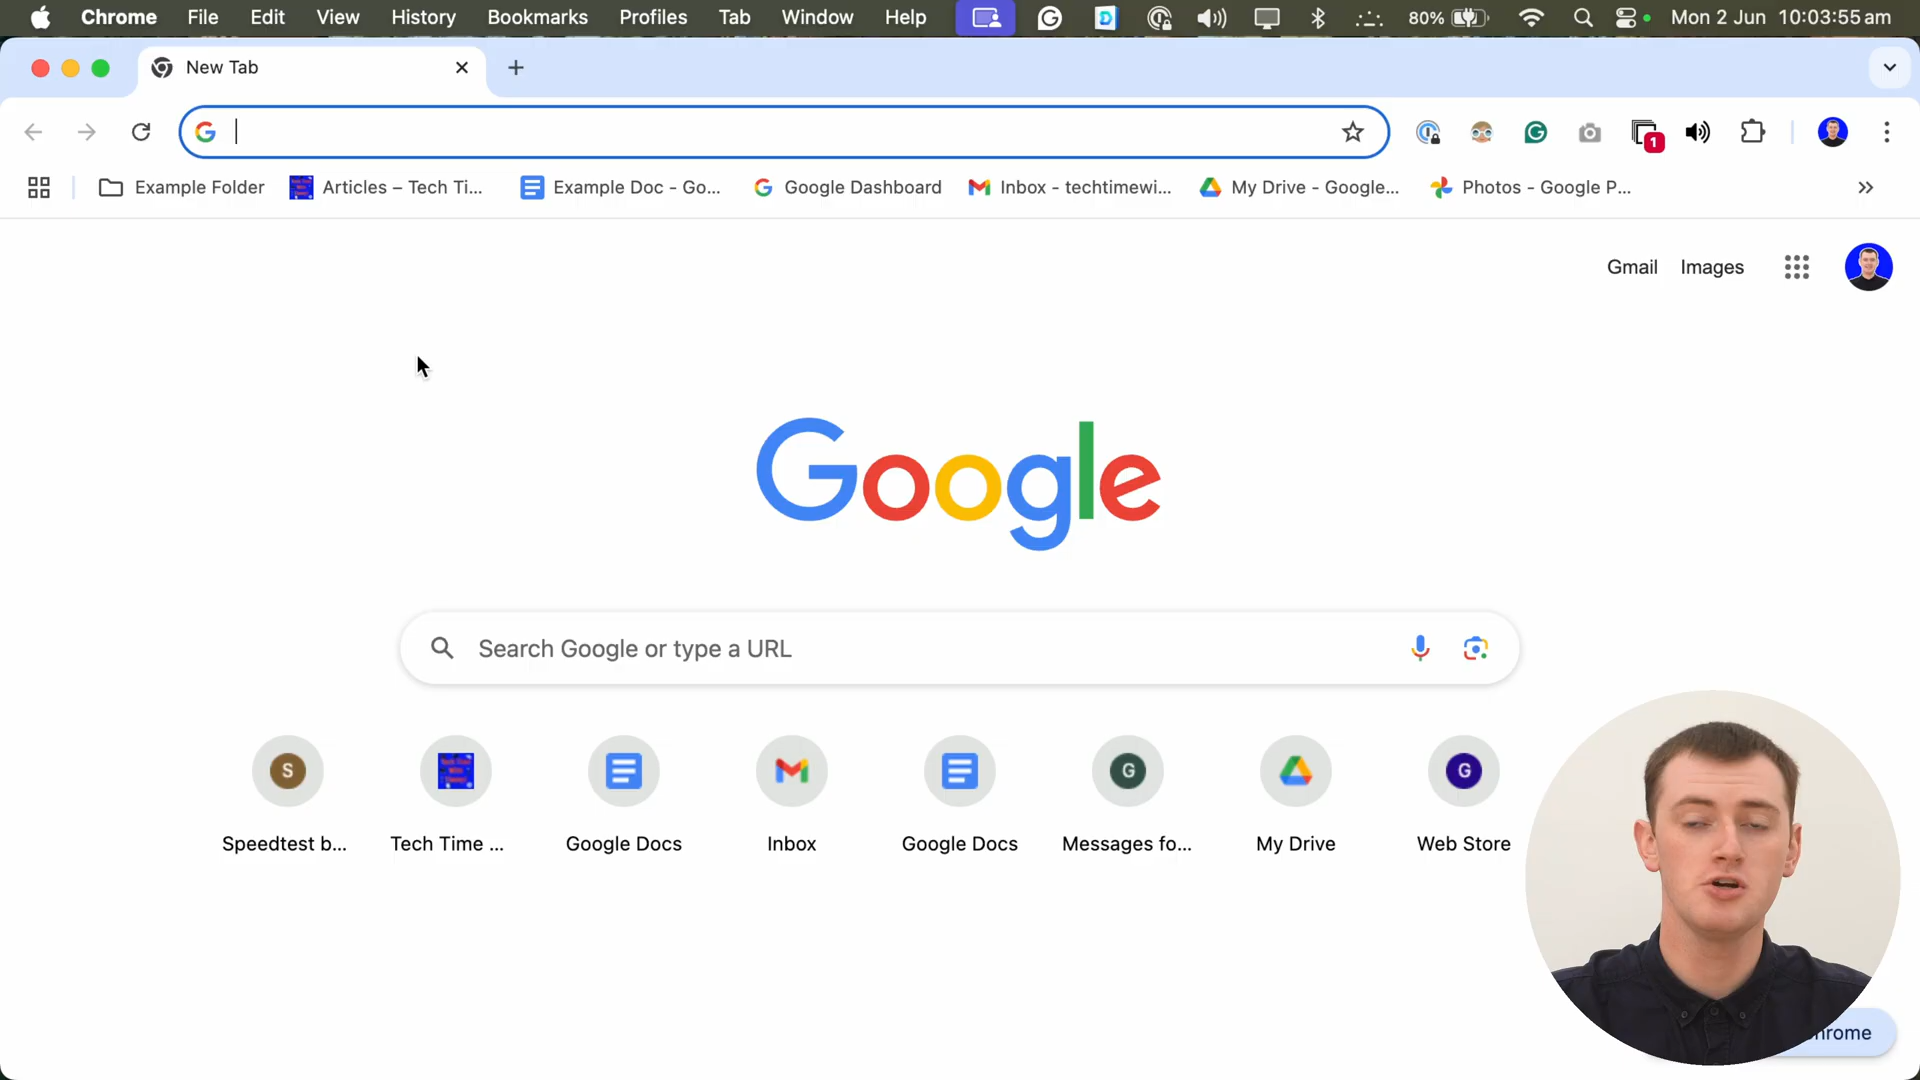 Chrome File Edit View History Bookmarks Profiles Tab Window Help 80% Mon 2 Jun 10:03:55 am
New Tab
1
Example Folder Articles – Tech Ti... Example Doc - Go... Google Dashboard Inbox - techtimewi... My Drive - Google... Photos - Google P...
Gmail Images
Google
Search Google or type a URL
S G G
Speedtest b... Tech Time ... Google Docs Inbox Google Docs Messages fo... My Drive Web Store